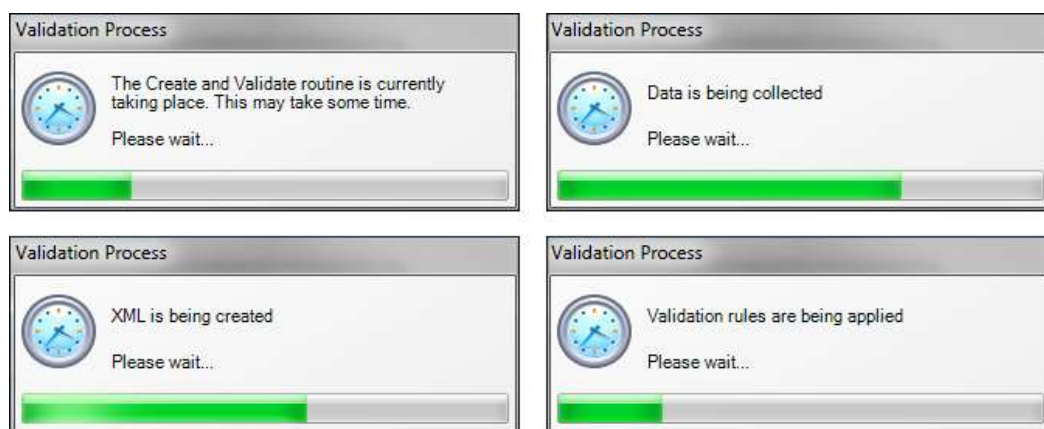 Validation Process
The Create and Validate routine is currently
taking place. This may take some time.
Please wait...
Validation Process
Data is being collected
Please wait...
Validation Process
XML is being created
Please wait...
Validation Process
Validation rules are being applied
Please wait...